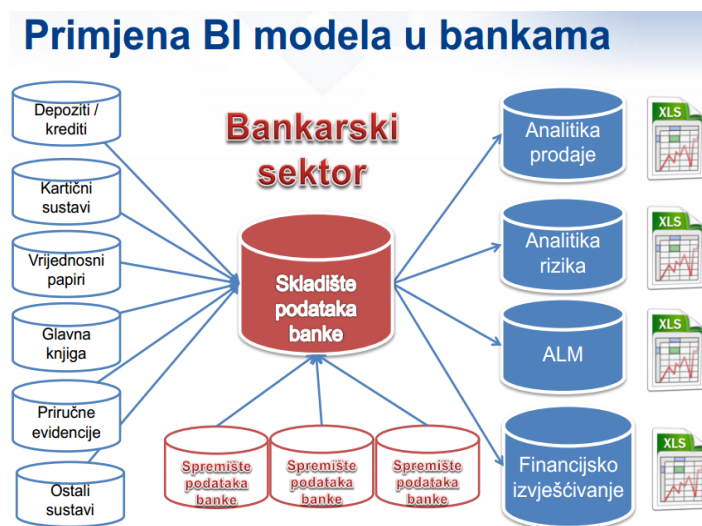 Primjena BI modela u bankama
Depoziti /
krediti
Kartični
sustavi
Vrijednosni
papiri
Glavna
knjiga
Priručne
evidencije
Ostali
sustavi
Bankarski
sektor
Skladište
podataka
banke
Spremište
podataka
banke
Spremište
podataka
banke
Spremište
podataka
banke
Analitika
prodaje
XLS
Analitika
rizika
XLS
ALM
XLS
Financijsko
izvješćivanje
XLS